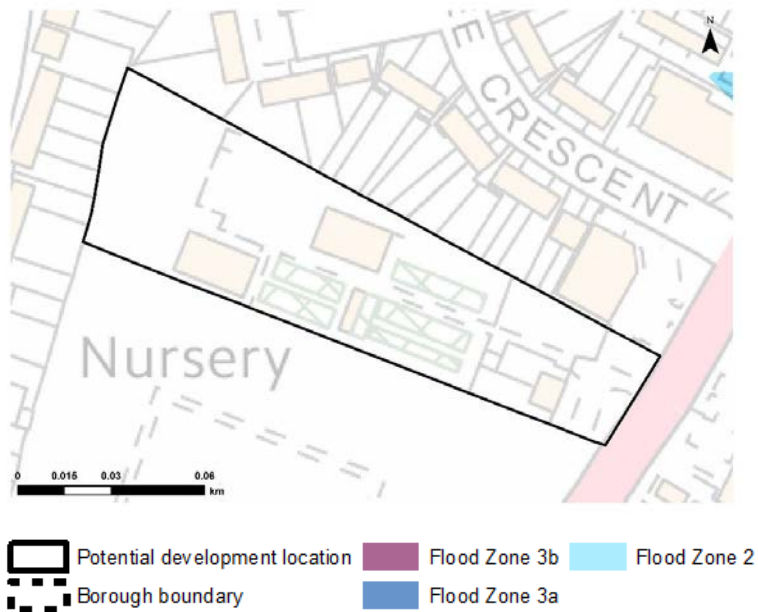 N
E CRESCENT
Nursery
0 0.015 0.03 0.06
km
Potential development location
Flood Zone 3b
Flood Zone 2
Borough boundary
Flood Zone 3a